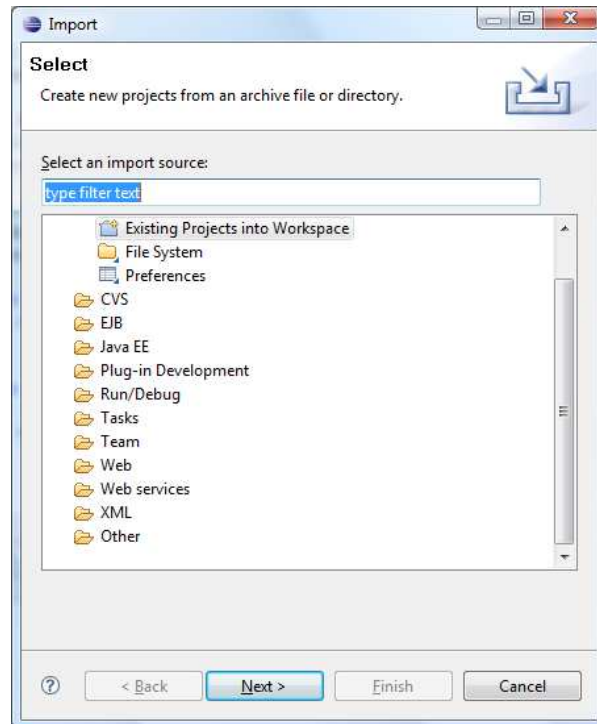 Import
Select
Create new projects from an archive file or directory.
Select an import source:
type filter text
Existing Projects into Workspace
File System
Preferences
CVS
EJB
Java EE
Plug-in Development
Run/Debug
Tasks
Team
Web
Web services
XML
Other
? < Back Next > Finish Cancel